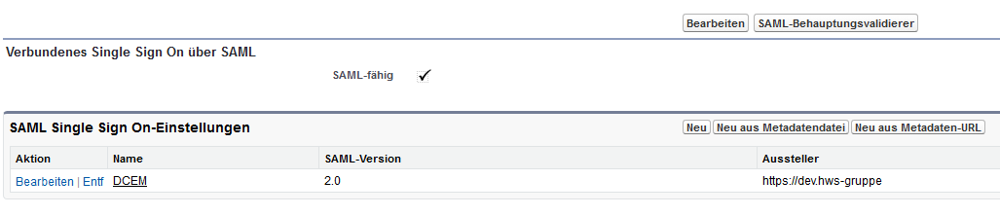 Bearbeiten SAML-Behauptungsvalidierer
Verbundenes Single Sign On über SAML
SAML-fähig ✓
SAML Single Sign On-Einstellungen Neu Neu aus Metadatendatei Neu aus Metadaten-URL
Aktion Name SAML-Version Aussteller
Bearbeiten | Entf DCEM 2.0 https://dev.hws-gruppe